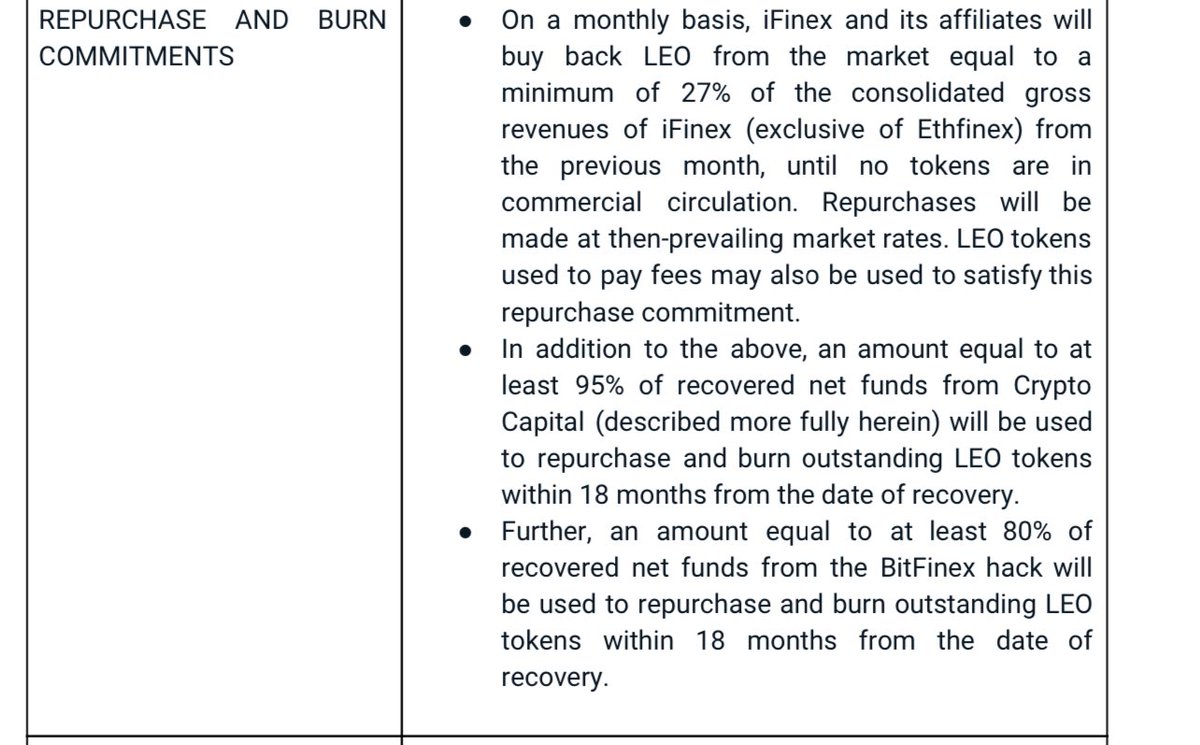 REPURCHASE AND BURN
COMMITMENTS
● On a monthly basis, iFinex and its affiliates will
buy back LEO from the market equal to a
minimum of 27% of the consolidated gross
revenues of iFinex (exclusive of Ethfinex) from
the previous month, until no tokens are in
commercial circulation. Repurchases will be
made at then-prevailing market rates. LEO tokens
used to pay fees may also be used to satisfy this
repurchase commitment.
● In addition to the above, an amount equal to at
least 95% of recovered net funds from Crypto
Capital (described more fully herein) will be used
to repurchase and burn outstanding LEO tokens
within 18 months from the date of recovery.
● Further, an amount equal to at least 80% of
recovered net funds from the BitFinex hack will
be used to repurchase and burn outstanding LEO
tokens within 18 months from the date of
recovery.